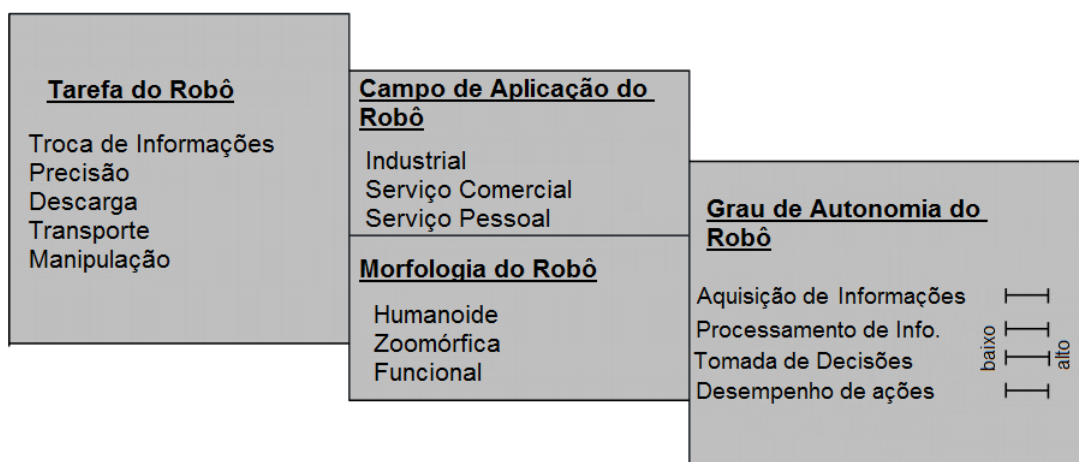 Tarefa do Robô
Troca de Informações
Precisão
Descarga
Transporte
Manipulação
Campo de Aplicação do
Robô
Industrial
Serviço Comercial
Serviço Pessoal
Morfologia do Robô
Humanoide
Zoomórfica
Funcional
Grau de Autonomia do
Robô
Aquisição de Informações
Processamento de Info.
Tomada de Decisões
Desempenho de ações
baixo
alto